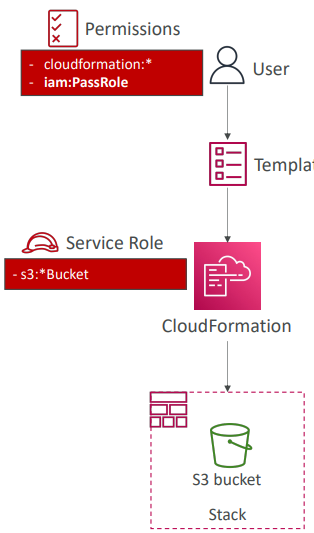 Permissions
- cloudformation:*
- iam:PassRole
User
Templat
Service Role
- s3:*Bucket
CloudFormation
S3 bucket
Stack